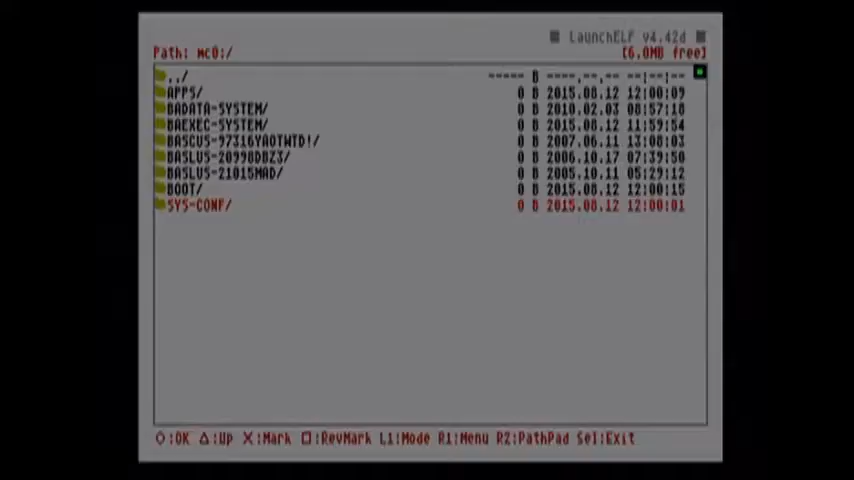 LaunchELF v4.42d
Path: mc0:/ [6.0MB free]
../ ----- B ----.--.-- --:--:--
APPS/ 0 B 2015.08.12 12:00:09
BADATA-SYSTEM/ 0 B 2010.02.03 08:57:18
BAEXEC-SYSTEM/ 0 B 2015.08.12 11:59:54
BASCUS-97316YAOTWTD!/ 0 B 2007.06.11 13:08:03
BASLUS-20998DBZ3/ 0 B 2006.10.17 07:39:50
BASLUS-21015MAD/ 0 B 2005.10.11 05:29:12
BOOT/ 0 B 2015.08.12 12:00:15
SYS-CONF/ 0 B 2015.08.12 12:00:01
○:OK △:Up X:Mark □:RevMark L1:Mode R1:Menu R2:PathPad Sel:Exit